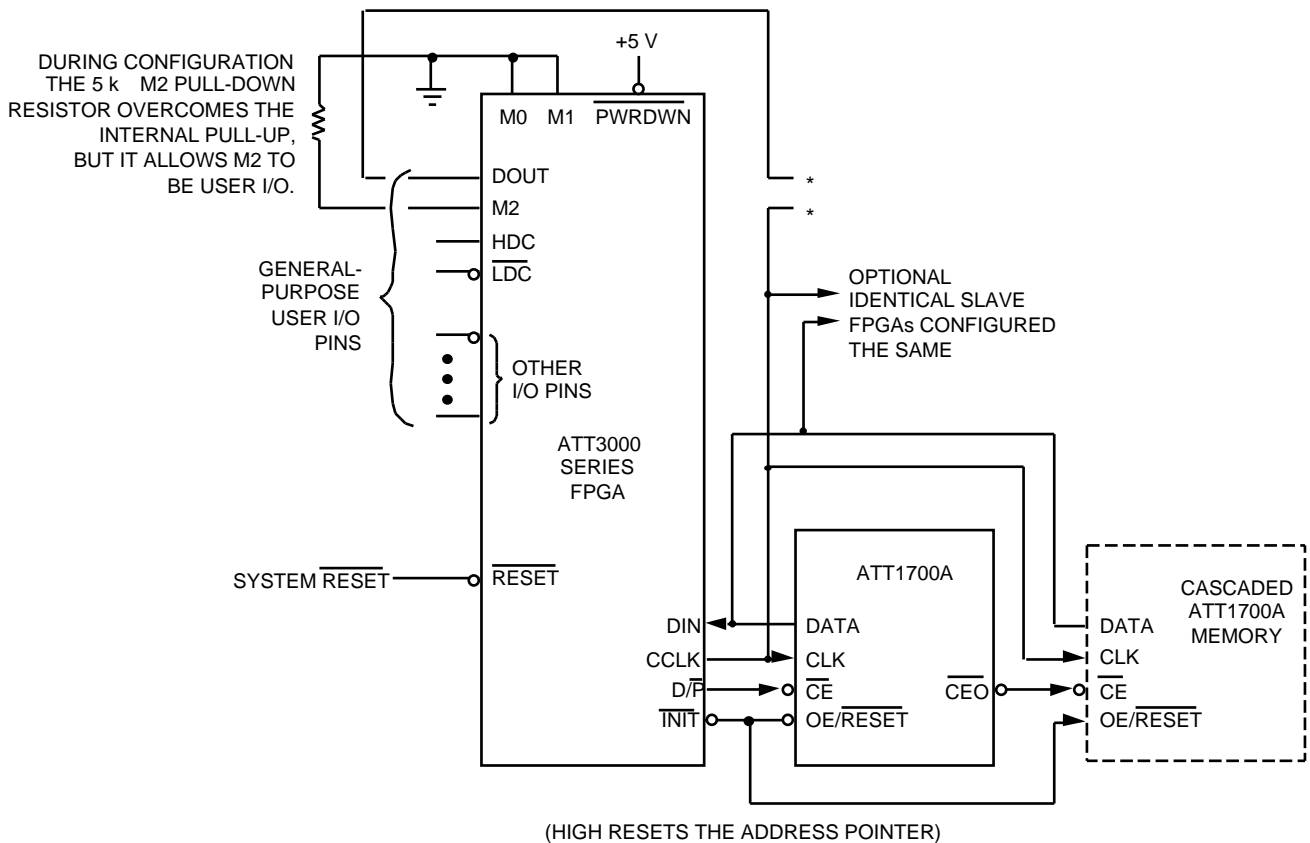 +5 V
DURING CONFIGURATION
THE 5 k M2 PULL-DOWN
RESISTOR OVERCOMES THE
INTERNAL PULL-UP,
BUT IT ALLOWS M2 TO
BE USER I/O.
M0 M1 PWRDWN
DOUT
M2
HDC
LDC
*
*
GENERAL-
PURPOSE
USER I/O
PINS
OTHER
I/O PINS
OPTIONAL
IDENTICAL SLAVE
FPGAs CONFIGURED
THE SAME
ATT3000
SERIES
FPGA
SYSTEM RESET
RESET
DIN
CCLK
D/P
INIT
ATT1700A
DATA
CLK
CE
OE/RESET
CEO
CASCADED
ATT1700A
MEMORY
DATA
CLK
CE
OE/RESET
(HIGH RESETS THE ADDRESS POINTER)